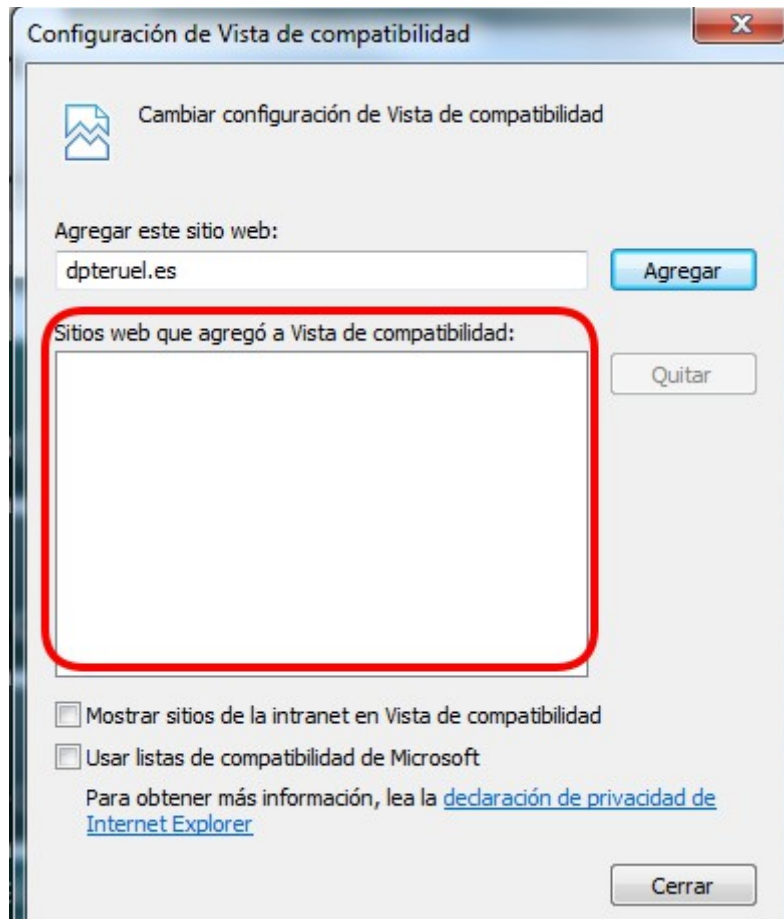 Configuración de Vista de compatibilidad
Cambiar configuración de Vista de compatibilidad
Agregar este sitio web:
dpteruel.es
Agregar
Sitios web que agregó a Vista de compatibilidad:
Quitar
Mostrar sitios de la intranet en Vista de compatibilidad
Usar listas de compatibilidad de Microsoft
Para obtener más información, lea la declaración de privacidad de
Internet Explorer
Cerrar